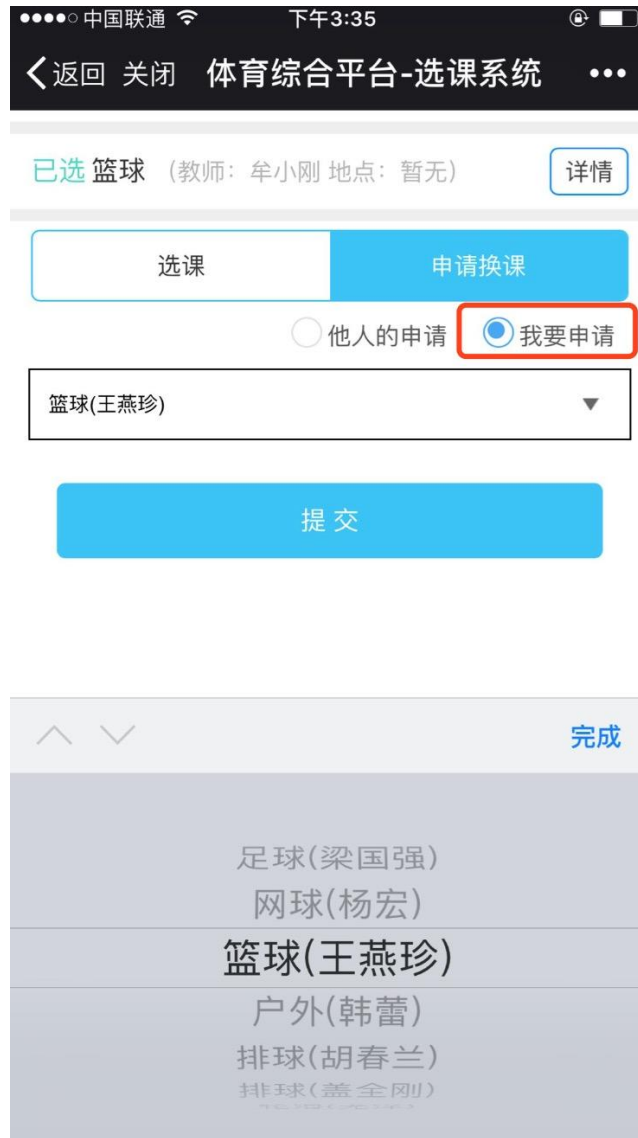 中国联通 下午3:35
返回 关闭 体育综合平台-选课系统
已选 篮球 (教师: 牟小刚 地点: 暂无) 详情
选课 申请换课
他人的申请 我要申请
篮球(王燕珍)
提交
完成
足球(梁国强)
网球(杨宏)
篮球(王燕珍)
户外(韩蕾)
排球(胡春兰)
排球(盖金刚)